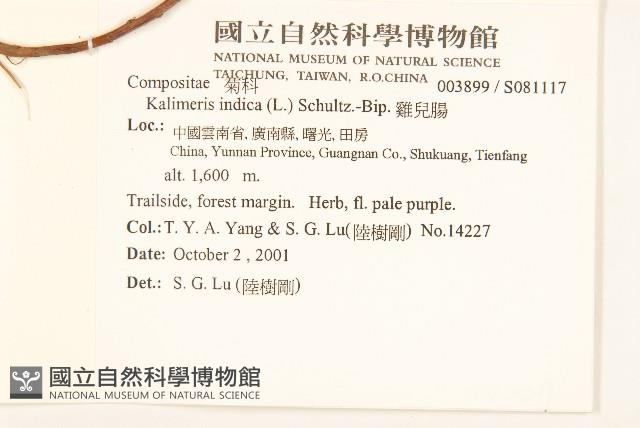 國立自然科學博物館
NATIONAL MUSEUM OF NATURAL SCIENCE
TAICHUNG, TAIWAN, R.O.CHINA
Compositae 菊科 003899 / S081117
Kalimeris indica (L.) Schultz.-Bip. 雞兒腸
Loc.: 中國雲南省, 廣南縣, 曙光, 田房
China, Yunnan Province, Guangnan Co., Shukuang, Tienfang
alt. 1,600 m.
Trailside, forest margin. Herb, fl. pale purple.
Col.: T. Y. A. Yang & S. G. Lu(陸樹剛) No.14227
Date: October 2 , 2001
Det.: S. G. Lu (陸樹剛)
國立自然科學博物館
NATIONAL MUSEUM OF NATURAL SCIENCE